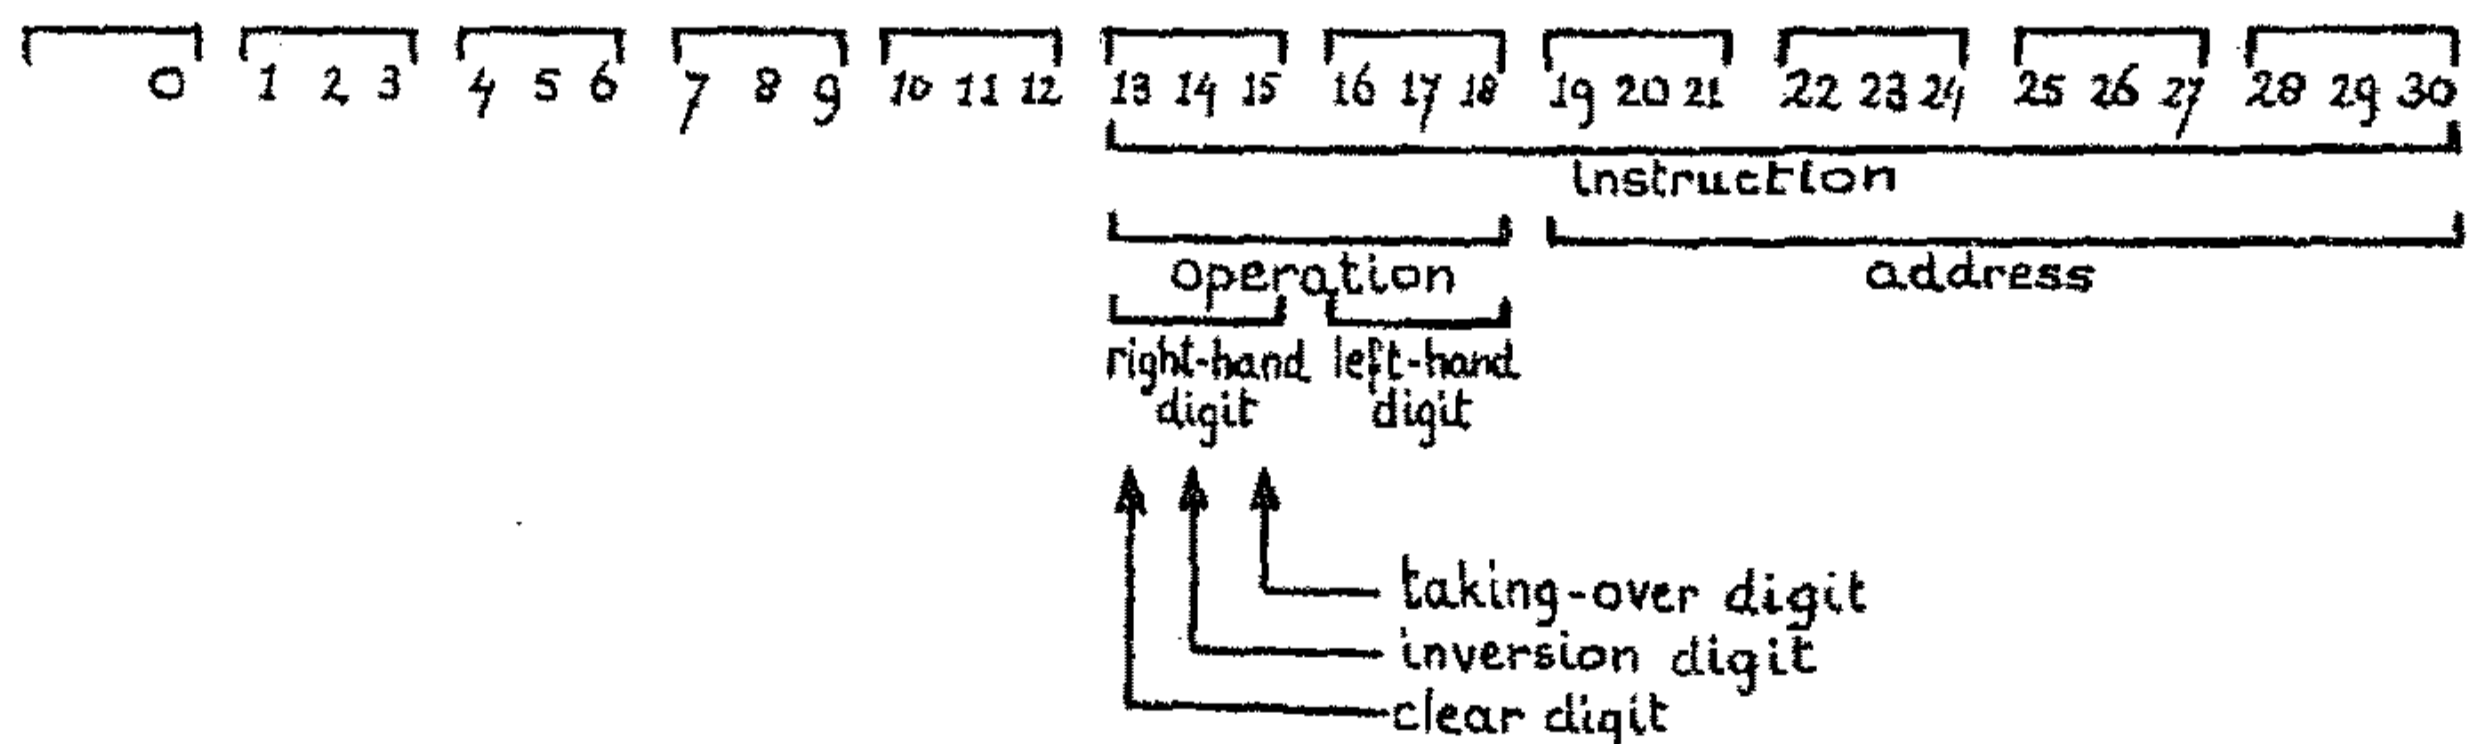 0 1 2 3 4 5 6 7 8 9 10 11 12 13 14 15 16 17 18 19 20 21 22 23 24 25 26 27 28 29 30
instruction
operation address
right-hand left-hand
digit digit
taking-over digit
inversion digit
clear digit